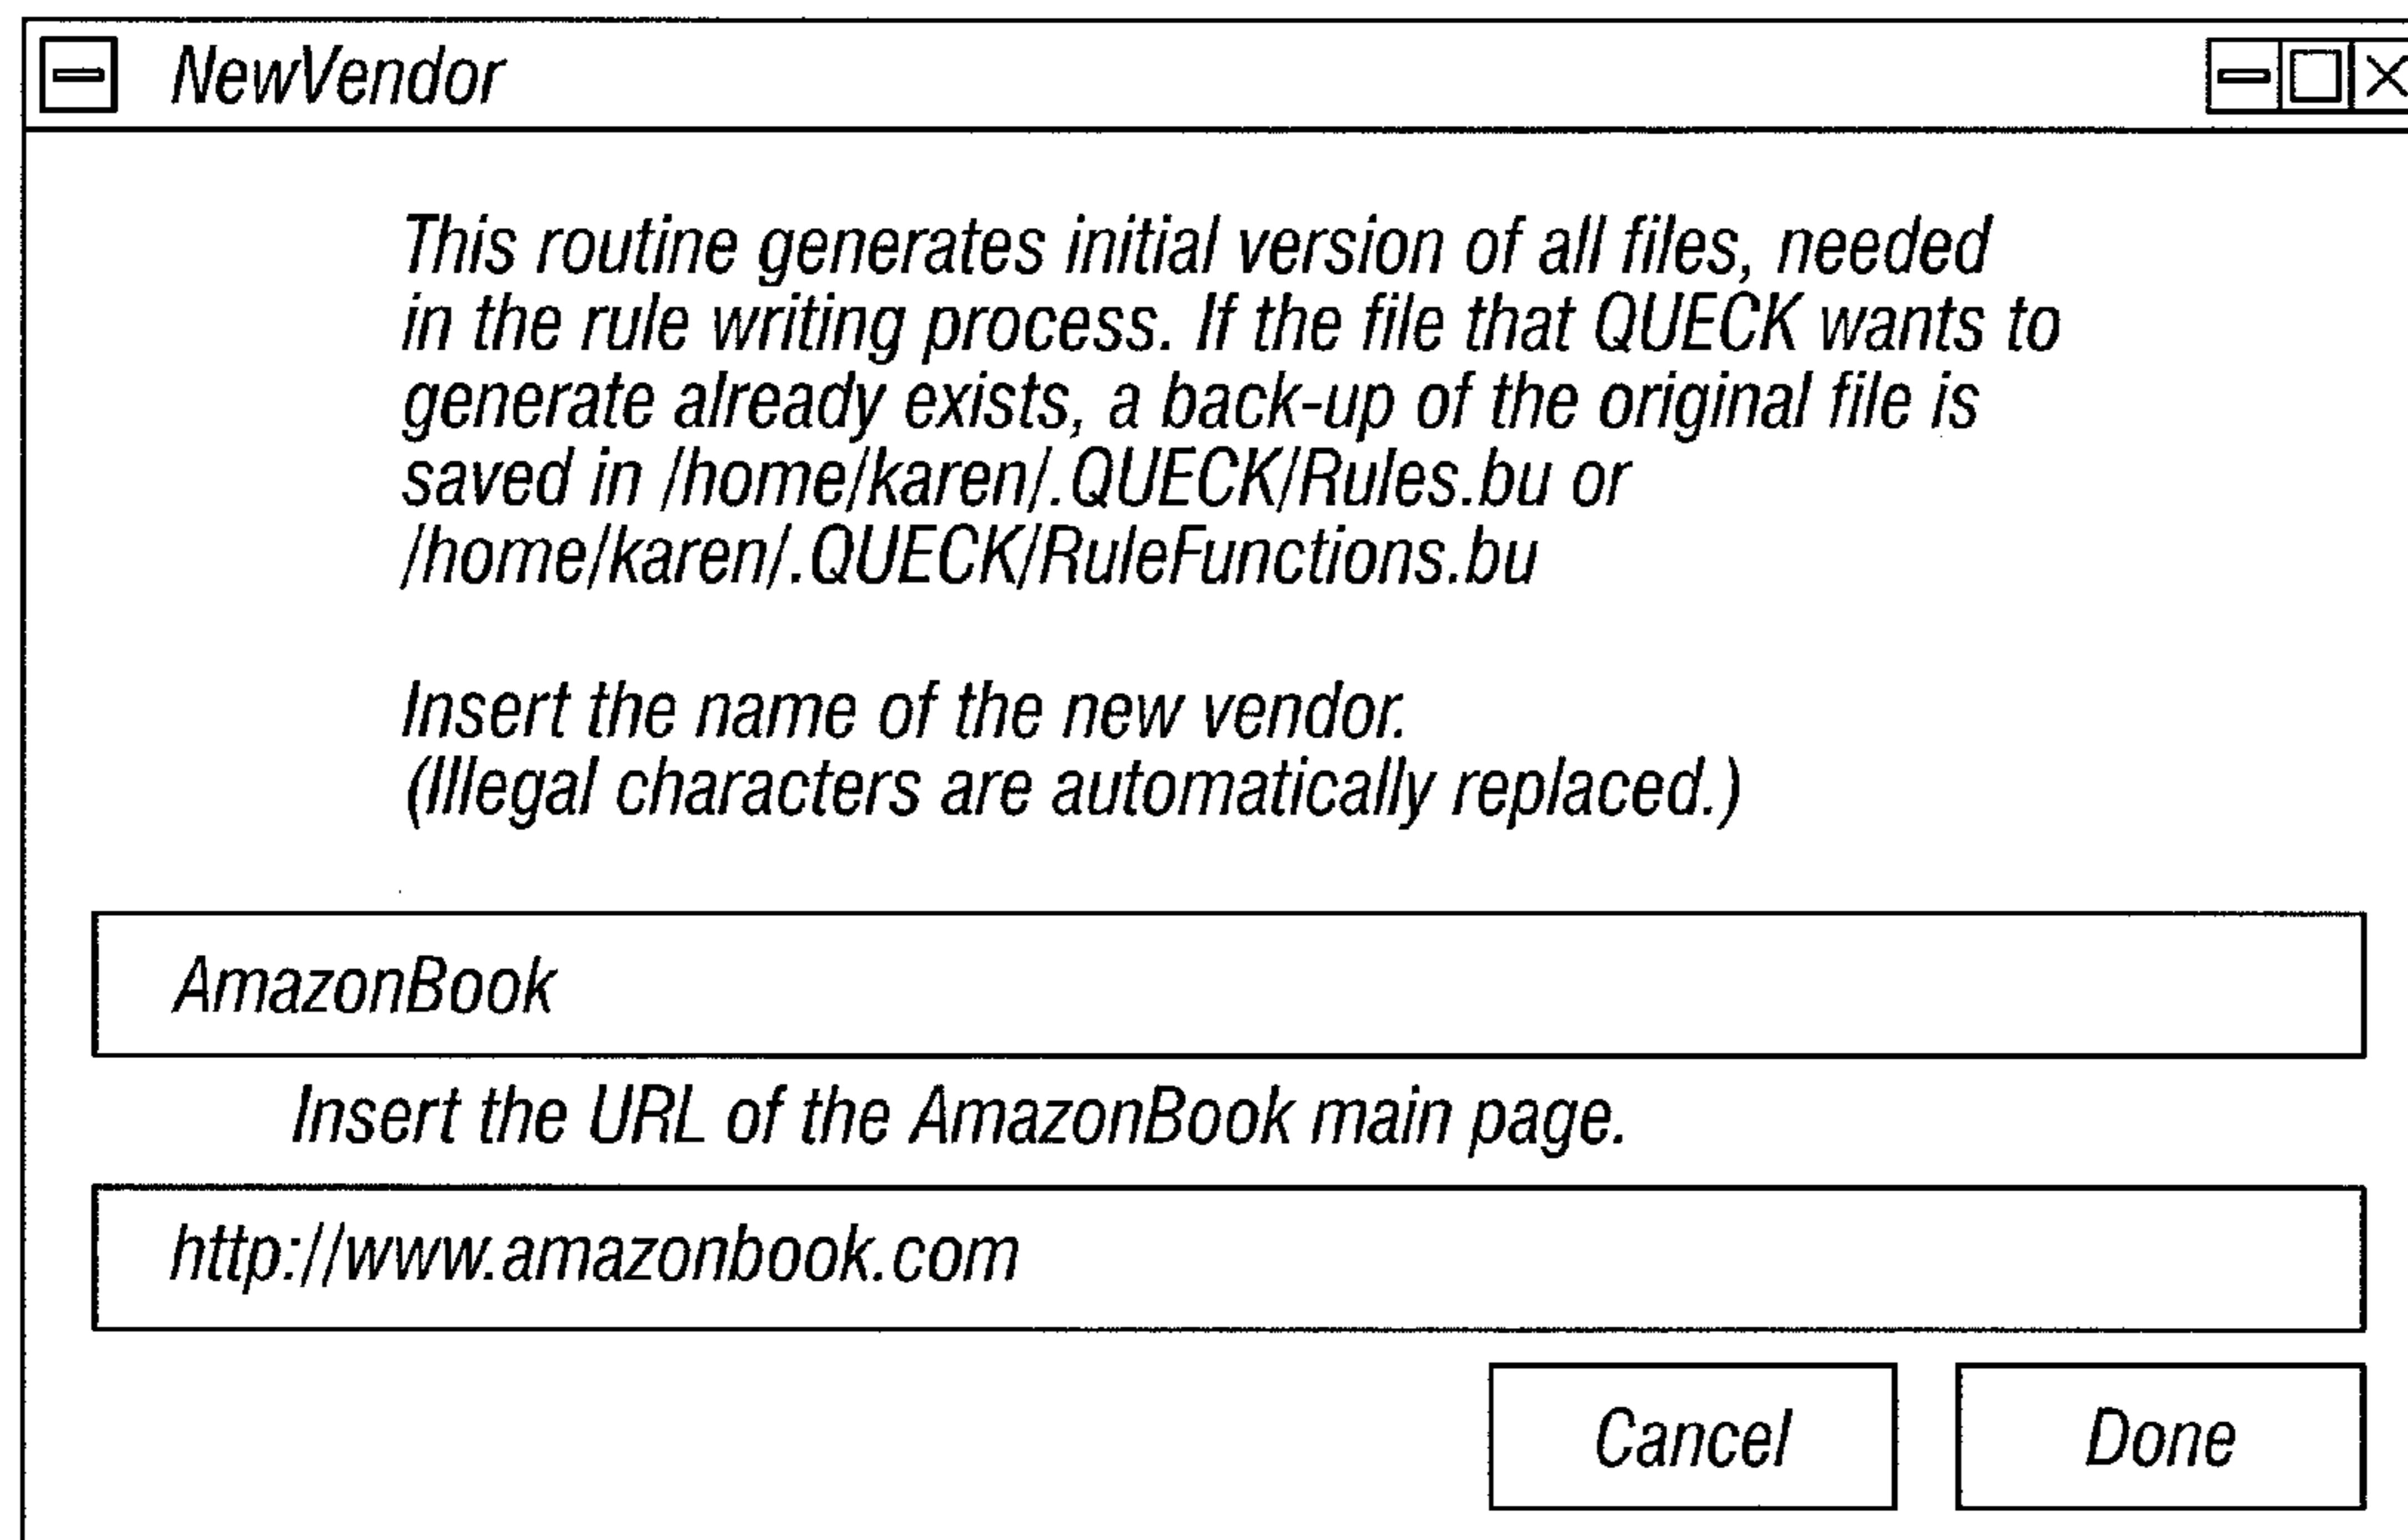 NewVendor
This routine generates initial version of all files, needed
in the rule writing process. If the file that QUECK wants to
generate already exists, a back-up of the original file is
saved in /home/karen/.QUECK/Rules.bu or
/home/karen/.QUECK/RuleFunctions.bu
Insert the name of the new vendor.
(Illegal characters are automatically replaced.)
AmazonBook
Insert the URL of the AmazonBook main page.
http://www.amazonbook.com
Cancel Done